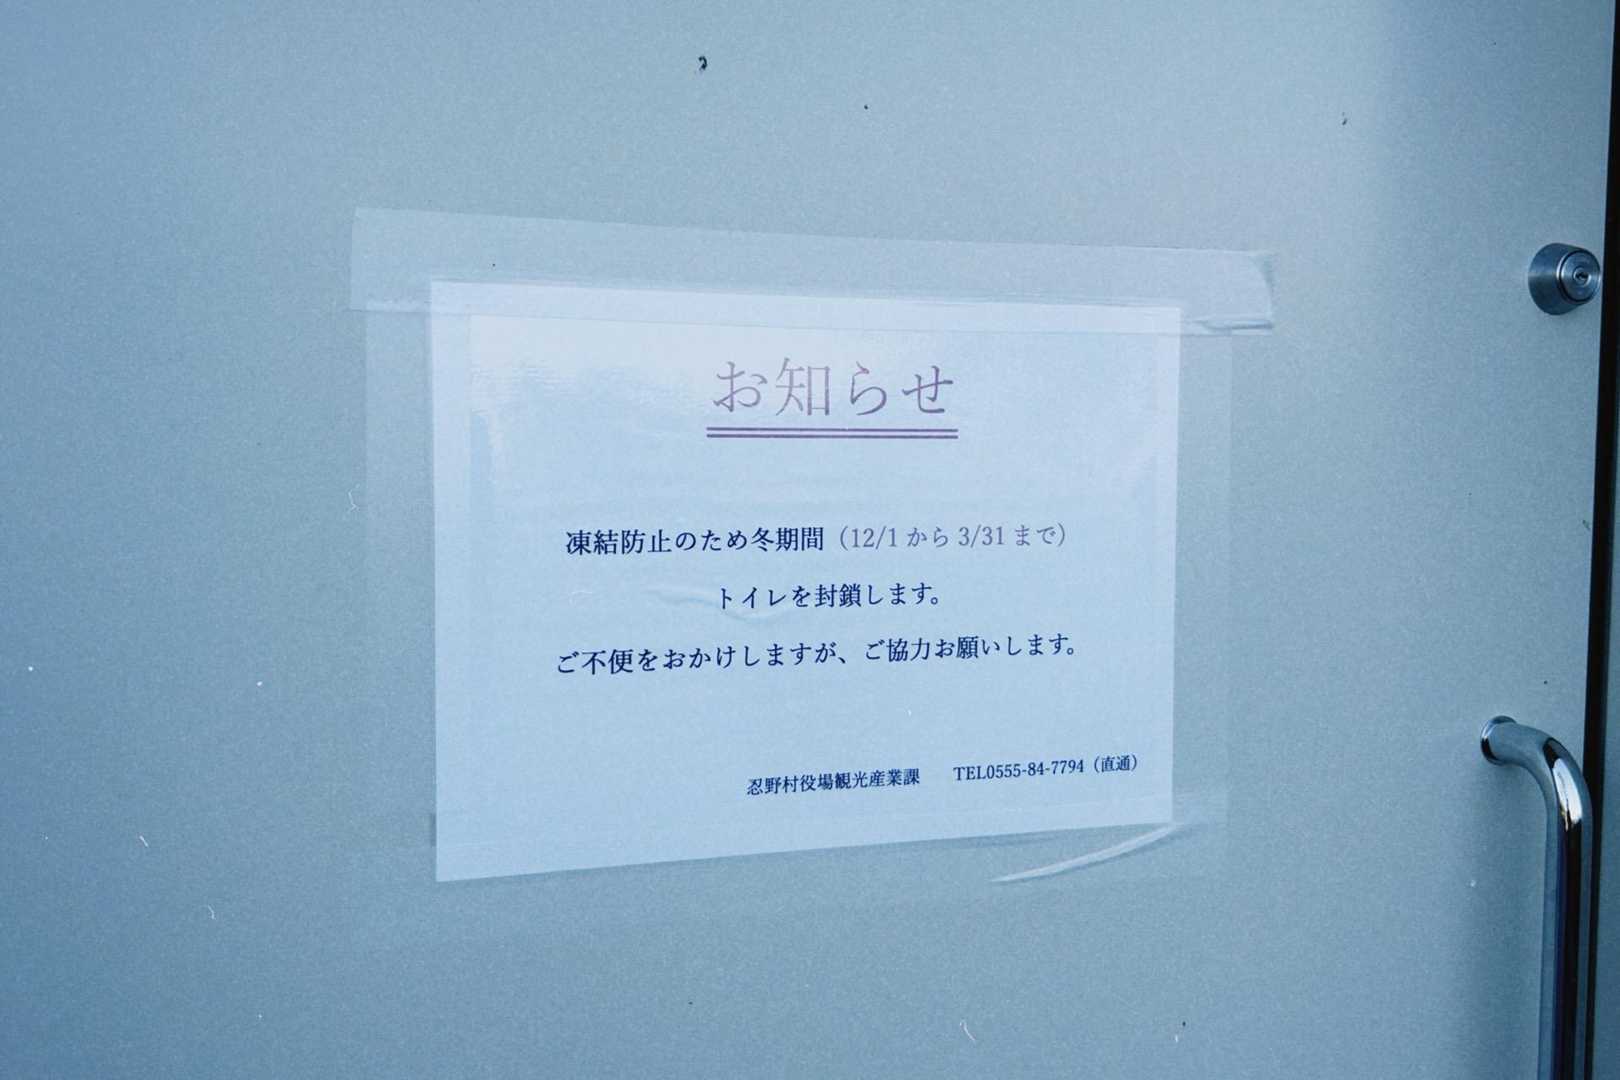 お知らせ
凍結防止のため冬期間（12/1 から 3/31 まで）
トイレを封鎖します。
ご不便をおかけしますが、ご協力お願いします。
忍野村役場観光産業課　TEL0555-84-7794（直通）